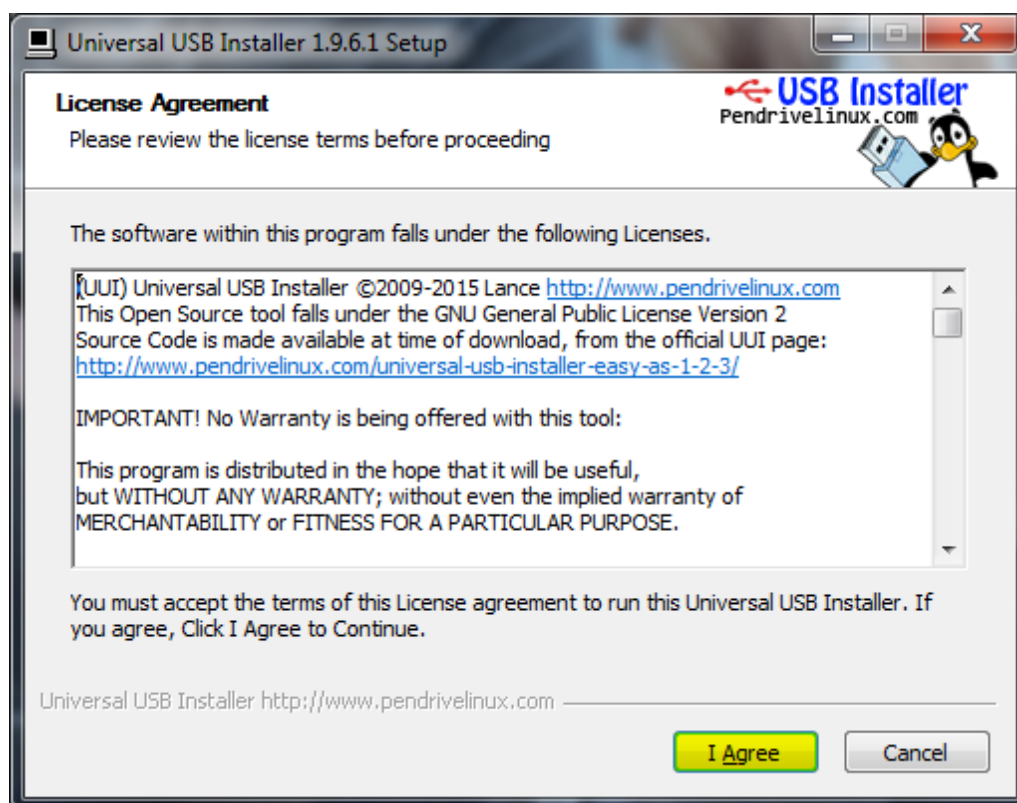 Universal USB Installer 1.9.6.1 Setup
License Agreement
Please review the license terms before proceeding
USB Installer
Pendrivelinux.com
The software within this program falls under the following Licenses.
(UUI) Universal USB Installer ©2009-2015 Lance http://www.pendrivelinux.com
This Open Source tool falls under the GNU General Public License Version 2
Source Code is made available at time of download, from the official UUI page:
http://www.pendrivelinux.com/universal-usb-installer-easy-as-1-2-3/
IMPORTANT! No Warranty is being offered with this tool:
This program is distributed in the hope that it will be useful,
but WITHOUT ANY WARRANTY; without even the implied warranty of
MERCHANTABILITY or FITNESS FOR A PARTICULAR PURPOSE.
You must accept the terms of this License agreement to run this Universal USB Installer. If
you agree, Click I Agree to Continue.
Universal USB Installer http://www.pendrivelinux.com
I Agree
Cancel